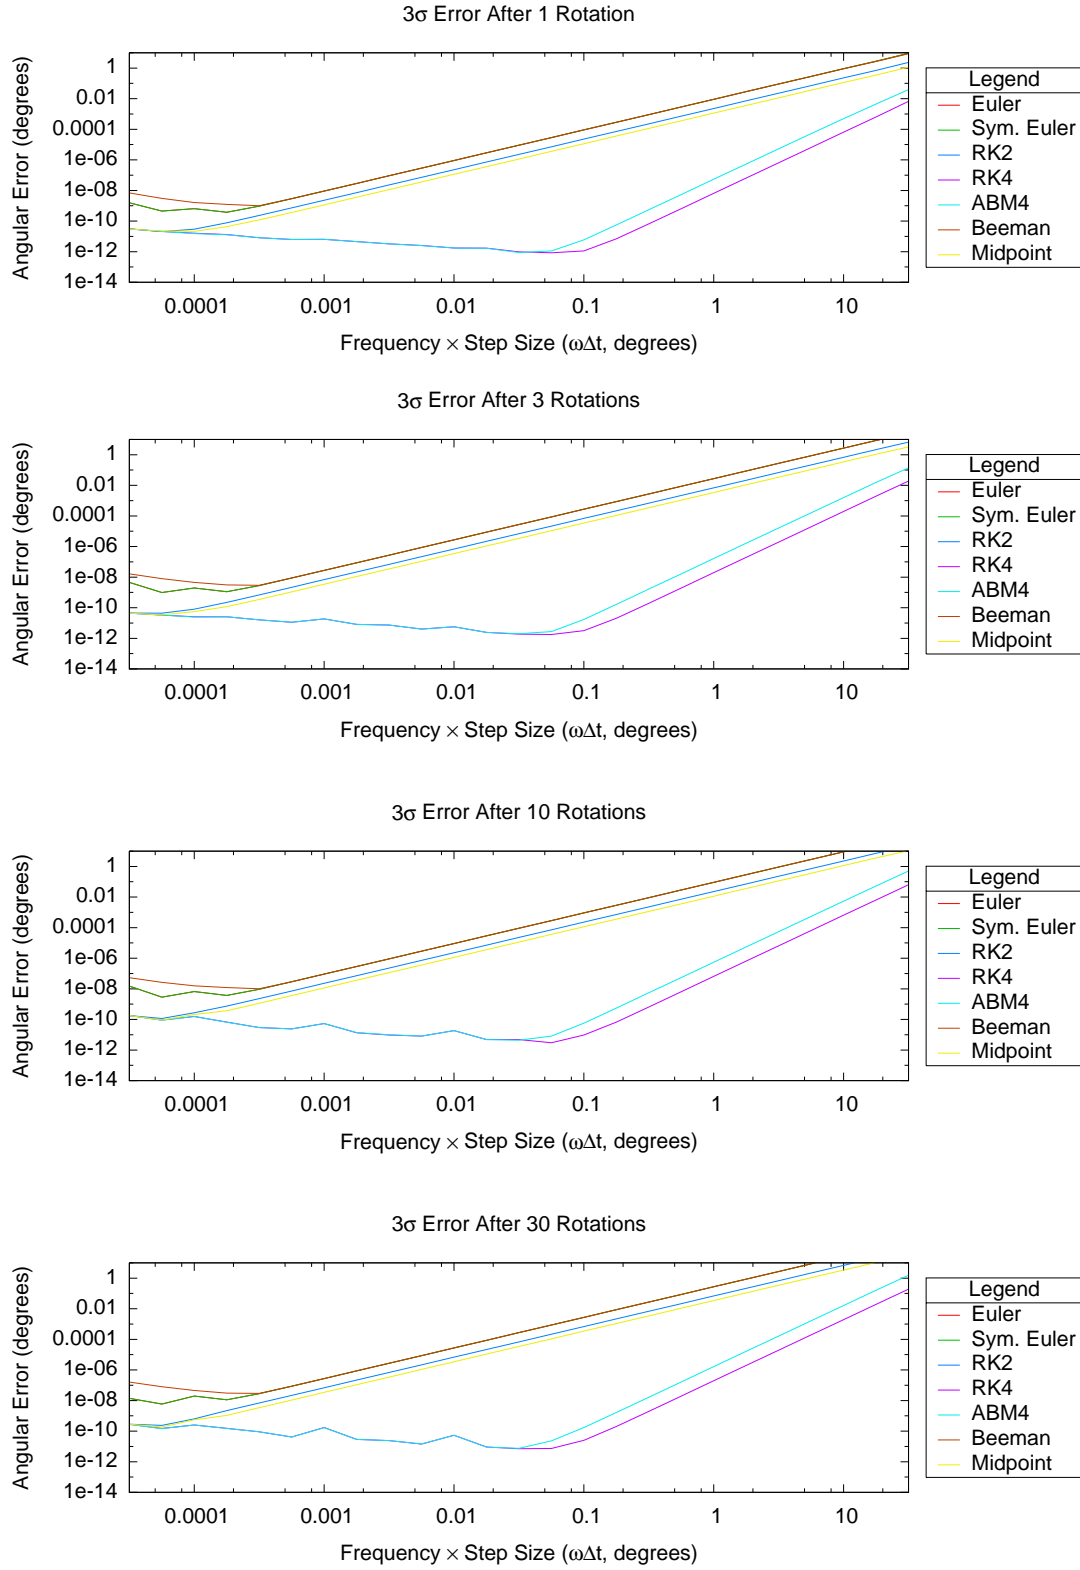 3σ Error After 1 Rotation
Angular Error (degrees)
1
0.01
0.0001
1e-06
1e-08
1e-10
1e-12
1e-14
0.0001 0.001 0.01 0.1 1 10
Frequency × Step Size (ωΔt, degrees)
Legend
Euler
Sym. Euler
RK2
RK4
ABM4
Beeman
Midpoint
3σ Error After 3 Rotations
Angular Error (degrees)
1
0.01
0.0001
1e-06
1e-08
1e-10
1e-12
1e-14
0.0001 0.001 0.01 0.1 1 10
Frequency × Step Size (ωΔt, degrees)
Legend
Euler
Sym. Euler
RK2
RK4
ABM4
Beeman
Midpoint
3σ Error After 10 Rotations
Angular Error (degrees)
1
0.01
0.0001
1e-06
1e-08
1e-10
1e-12
1e-14
0.0001 0.001 0.01 0.1 1 10
Frequency × Step Size (ωΔt, degrees)
Legend
Euler
Sym. Euler
RK2
RK4
ABM4
Beeman
Midpoint
3σ Error After 30 Rotations
Angular Error (degrees)
1
0.01
0.0001
1e-06
1e-08
1e-10
1e-12
1e-14
0.0001 0.001 0.01 0.1 1 10
Frequency × Step Size (ωΔt, degrees)
Legend
Euler
Sym. Euler
RK2
RK4
ABM4
Beeman
Midpoint